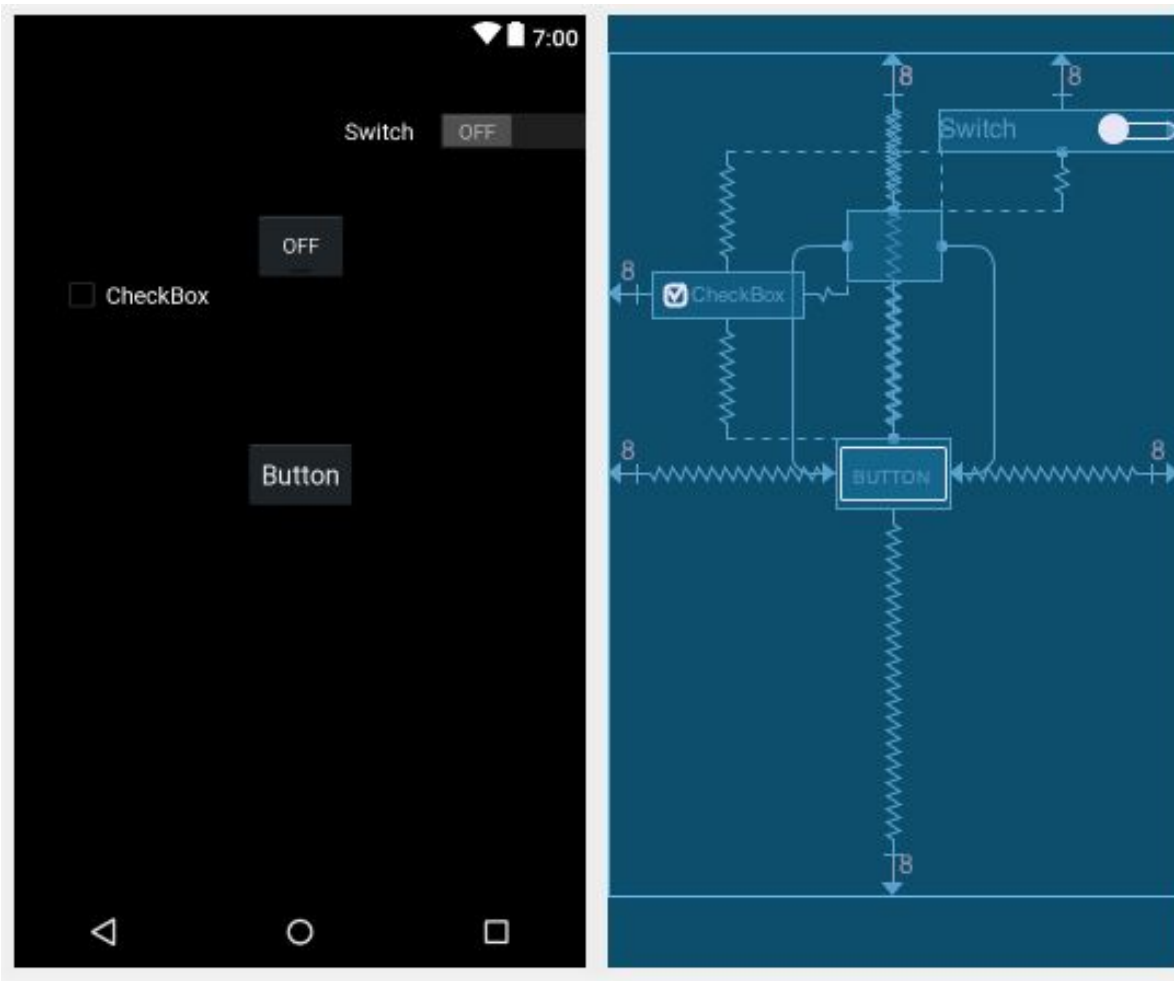 7:00
Switch OFF
OFF
CheckBox
Button
8 8
Switch
8
CheckBox
8 8
BUTTON
8